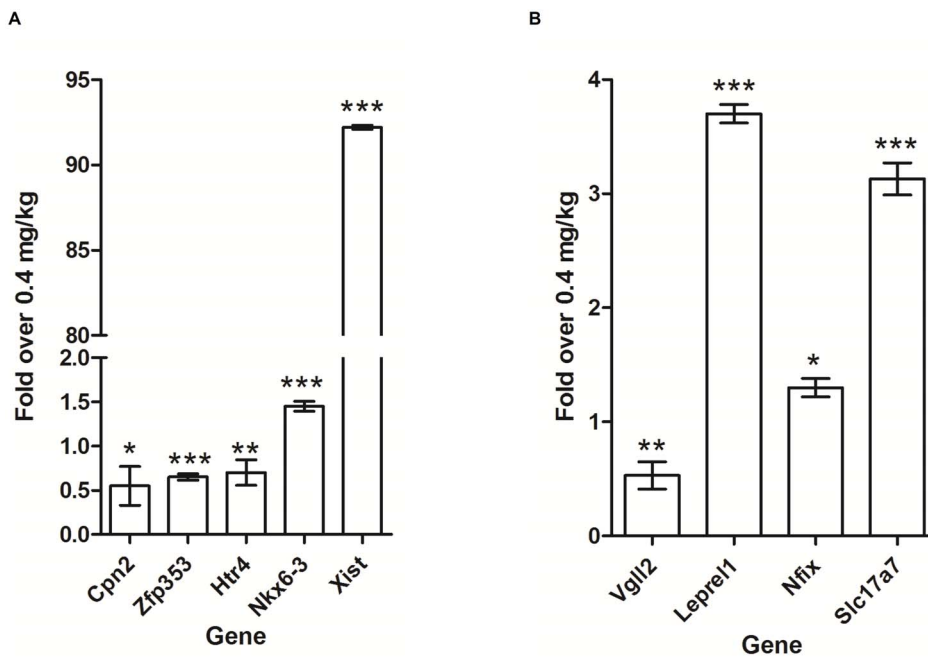 A
Fold over 0.4 mg/kg
95
90
85
80
2.0
1.5
1.0
0.5
0.0
*
***
**
***
***
Cpn2
Zfp353
Htr4
Nkx6-3
Xist
Gene
B
Fold over 0.4 mg/kg
4
3
2
1
0
**
***
*
***
Vgll2
Leprel1
Nfix
Slc17a7
Gene